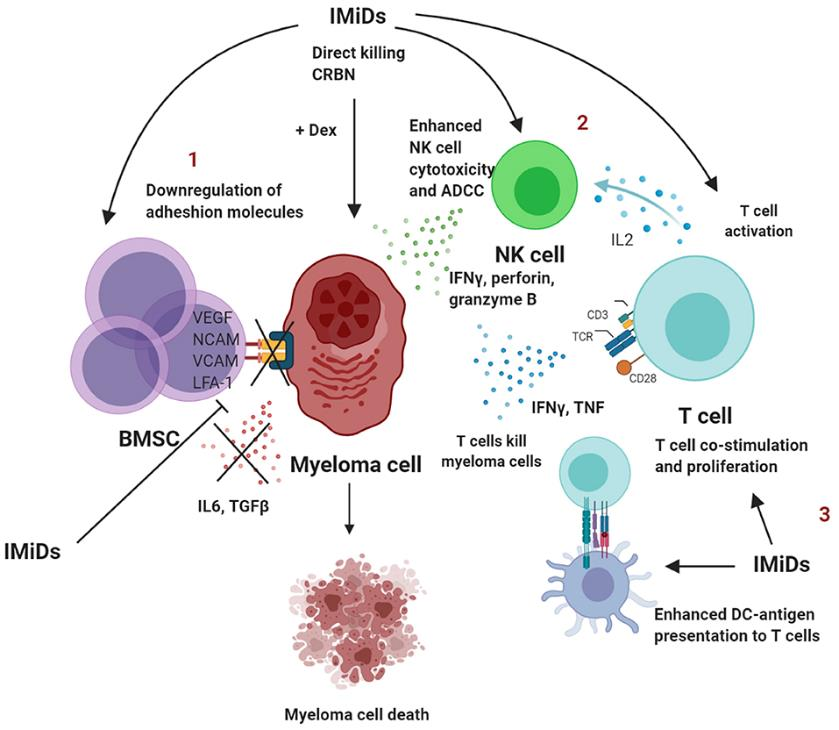 IMiDs
Direct killing
CRBN
+ Dex
1
Downregulation of
adheshion molecules
Enhanced
NK cell
cytotoxicity
and ADCC
2
IL2
T cell
activation
NK cell
IFNγ, perforin,
granzyme B
VEGF
NCAM
VCAM
LFA-1
CD3
TCR
CD28
BMSC
IFNγ, TNF
T cell
T cells kill
myeloma cells
T cell co-stimulation
and proliferation
Myeloma cell
IL6, TGFβ
3
IMiDs
IMiDs
Enhanced DC-antigen
presentation to T cells
Myeloma cell death